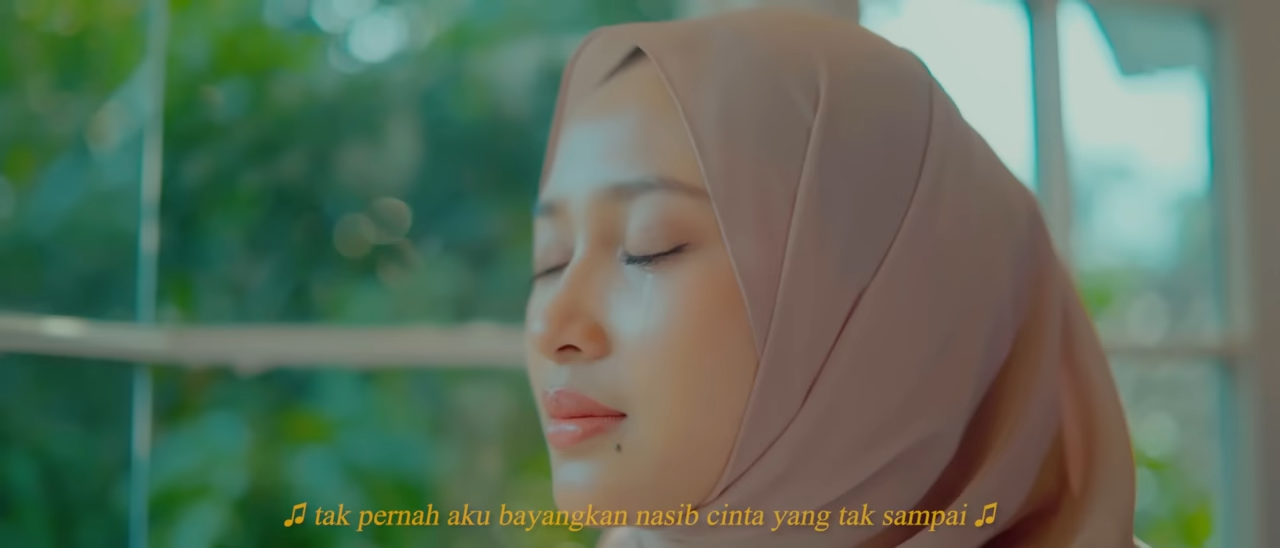 ♫ tak pernah aku bayangkan nasib cinta yang tak sampai ♫